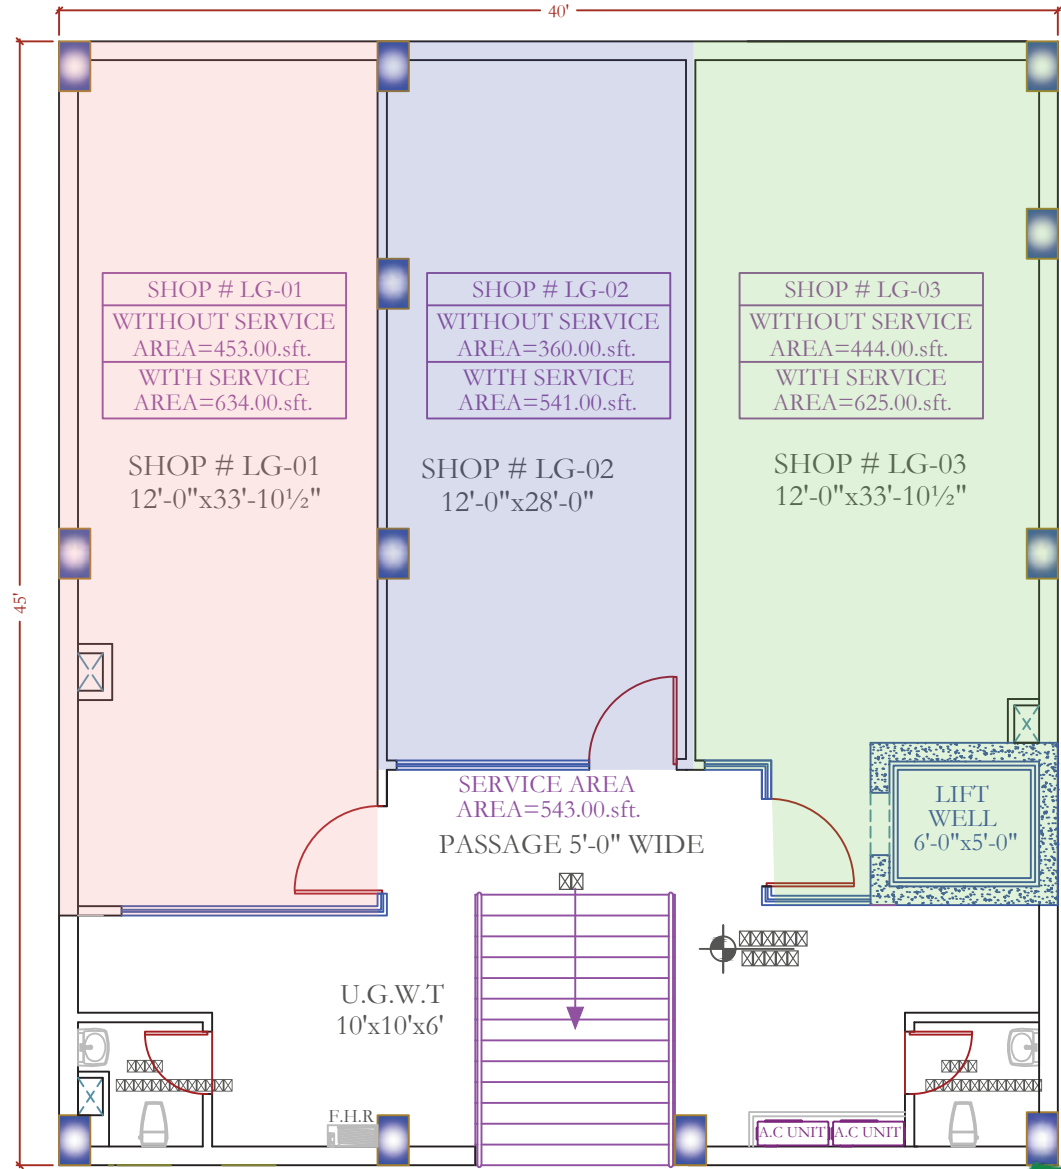 40'
45'
SHOP # LG-01
WITHOUT SERVICE
AREA=453.00.sft.
WITH SERVICE
AREA=634.00.sft.
SHOP # LG-02
WITHOUT SERVICE
AREA=360.00.sft.
WITH SERVICE
AREA=541.00.sft.
SHOP # LG-03
WITHOUT SERVICE
AREA=444.00.sft.
WITH SERVICE
AREA=625.00.sft.
SHOP # LG-01
12'-0"x33'-10½"
SHOP # LG-02
12'-0"x28'-0"
SHOP # LG-03
12'-0"x33'-10½"
SERVICE AREA
AREA=543.00.sft.
PASSAGE 5'-0" WIDE
LIFT
WELL
6'-0"x5'-0"
U.G.W.T
10'x10'x6'
F.H.R
A.C UNIT
A.C UNIT